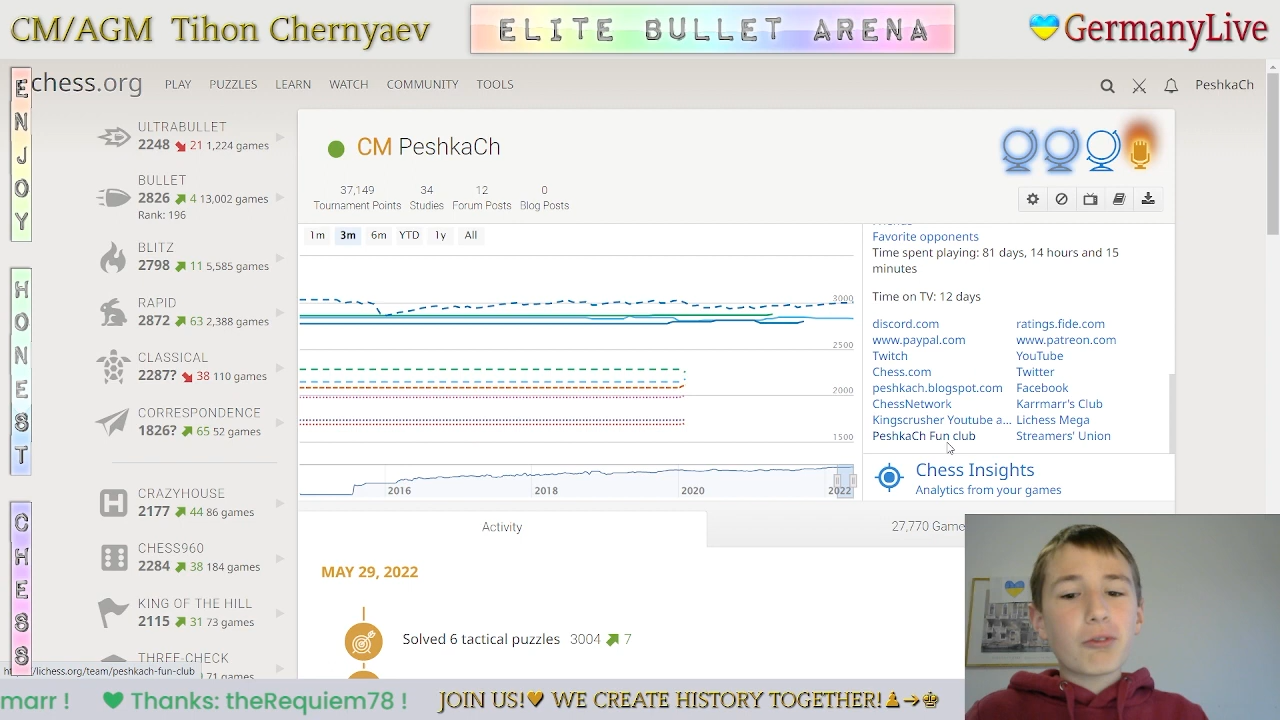 CM/AGM Tihon Chernyaev
ELITE BULLET ARENA
GermanyLive
ENJOY
HONEST
CHESS
chess.org
PLAY PUZZLES LEARN WATCH COMMUNITY TOOLS
PeshkaCh
ULTRABULLET
2248 21 1,224 games
BULLET
2826 4 13,002 games
Rank: 196
BLITZ
2798 11 5,585 games
RAPID
2872 63 2,388 games
CLASSICAL
2287? 38 110 games
CORRESPONDENCE
1826? 65 52 games
CRAZYHOUSE
2177 44 86 games
CHESS960
2284 38 184 games
KING OF THE HILL
2115 31 73 games
THREE CHECK
71 games
CM PeshkaCh
37,149 34 12 0
Tournament Points Studies Forum Posts Blog Posts
1m 3m 6m YTD 1y All
3000
2500
2000
1500
2016 2018 2020 2022
Favorite opponents
Time spent playing: 81 days, 14 hours and 15
minutes
Time on TV: 12 days
discord.com ratings.fide.com
www.paypal.com www.patreon.com
Twitch YouTube
Chess.com Twitter
peshkach.blogspot.com Facebook
ChessNetwork Karrmarr's Club
Kingscrusher Youtube a... Lichess Mega
PeshkaCh Fun club Streamers' Union
Chess Insights
Analytics from your games
Activity
27,770 Game
MAY 29, 2022
Solved 6 tactical puzzles 3004 7
/lichess.org/team/peshkach-fun-club
marr ! Thanks: theRequiem78 !
JOIN US! WE CREATE HISTORY TOGETHER!